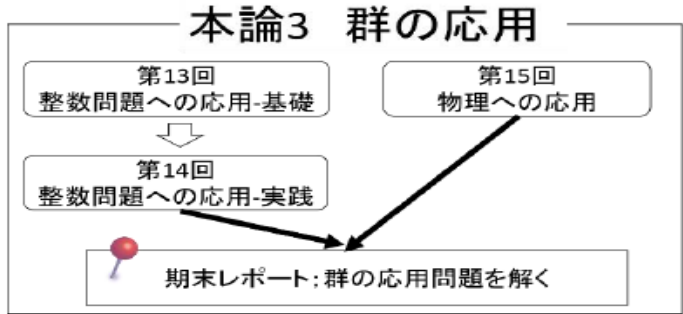 本論3　群の応用
第13回
整数問題への応用-基礎
第15回
物理への応用
第14回
整数問題への応用-実践
期末レポート：群の応用問題を解く